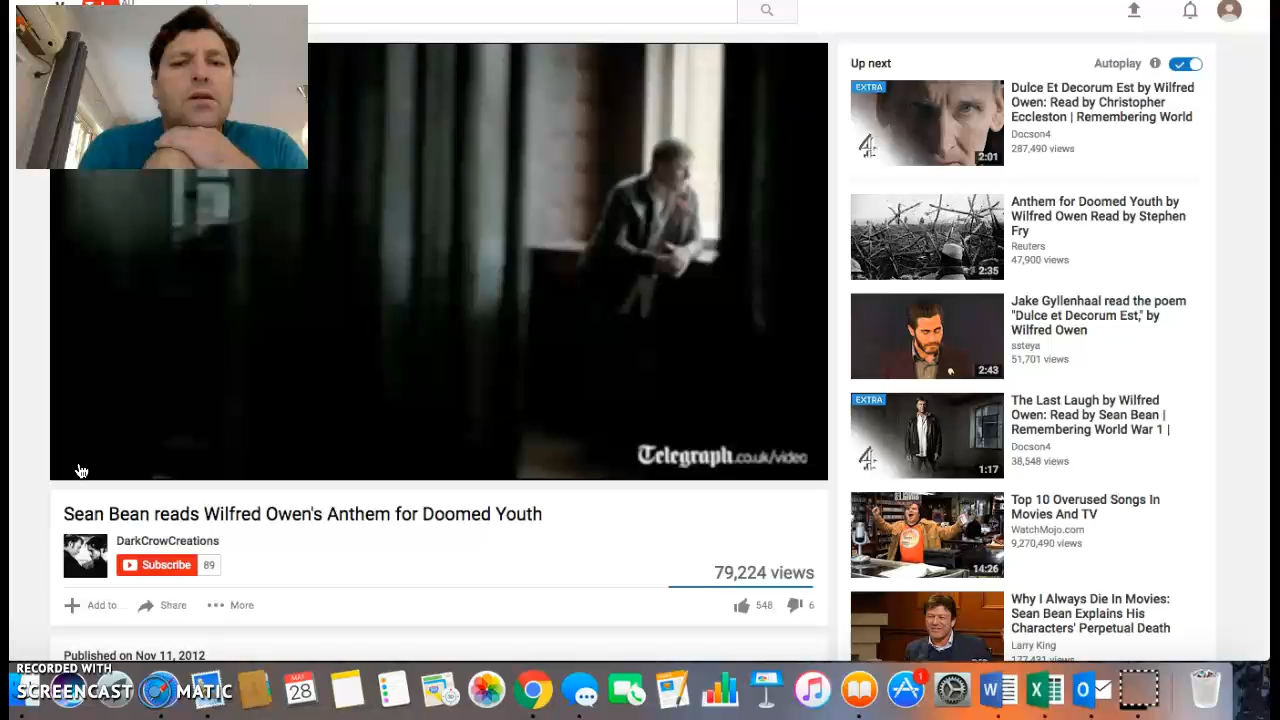 Up next
Autoplay
EXTRA
Dulce Et Decorum Est by Wilfred
Owen: Read by Christopher
Eccleston | Remembering World
Docson4
287,490 views
4
2:01
Anthem for Doomed Youth by
Wilfred Owen Read by Stephen
Fry
Reuters
47,900 views
2:35
Jake Gyllenhaal read the poem
"Dulce et Decorum Est," by
Wilfred Owen
ssteya
51,701 views
2:43
EXTRA
The Last Laugh by Wilfred
Owen: Read by Sean Bean |
Remembering World War 1 |
Docson4
38,548 views
4
1:17
Top 10 Overused Songs In
Movies And TV
WatchMojo.com
9,270,490 views
14:26
Why I Always Die In Movies:
Sean Bean Explains His
Characters' Perpetual Death
Larry King
177,431 views
Telegraph.co.uk/video
Sean Bean reads Wilfred Owen's Anthem for Doomed Youth
DarkCrowCreations
Subscribe 89
79,224 views
Add to
Share
More
548
6
Published on Nov 11, 2012
RECORDED WITH
SCREENCAST MATIC
MAY
28
1